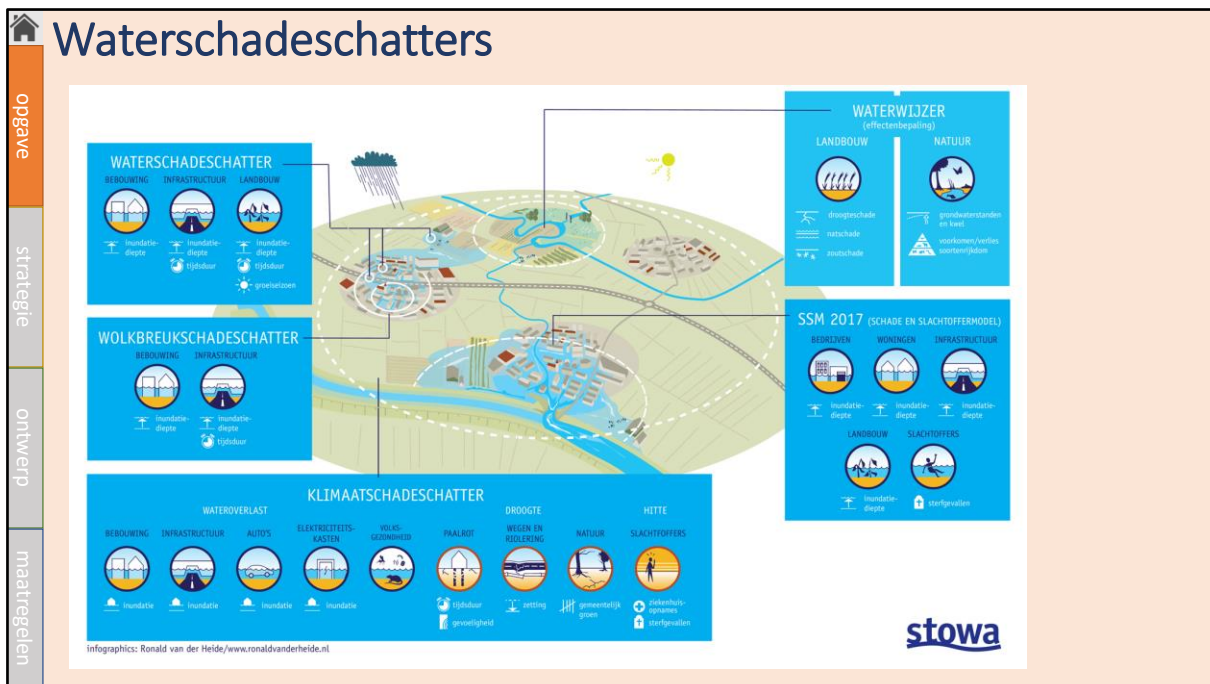 Waterschadeschatters
opgave
strategie
ontwerp
maatregelen
WATERSCHADESCHATTER
BEBOUWING INFRASTRUCTUUR LANDBOUW
inundatie-
diepte
inundatie-
diepte
tijdsduur
inundatie-
diepte
tijdsduur
groeiseizoen
WOLKBREUKSCHADESCHATTER
BEBOUWING INFRASTRUCTUUR
inundatie-
diepte
inundatie-
diepte
tijdsduur
WATERWIJZER
(effectenbepaling)
LANDBOUW
droogteschade
natschade
zoutschade
NATUUR
grondwaterstanden
en kwel
voorkomen/verlies
soortenrijkdom
SSM 2017 (SCHADE EN SLACHTOFFERMODEL)
BEDRIJVEN WONINGEN INFRASTRUCTUUR
inundatie-
diepte
inundatie-
diepte
inundatie-
diepte
LANDBOUW SLACHTOFFERS
inundatie-
diepte
sterfgevallen
KLIMAATSCHADESCHATTER
WATEROVERLAST
BEBOUWING
inundatie
INFRASTRUCTUUR
inundatie
AUTO'S
inundatie
ELEKTRICITEITS-
KASTEN
inundatie
VOLKS-
GEZONDHEID
DROOGTE
PAALROT
tijdsduur
gevoeligheid
WEGEN EN
RIOLERING
zetting
NATUUR
gemeentelijk
groen
HITTE
SLACHTFOFFERS
ziekenhuis-
opnames
sterfgevallen
infographics: Ronald van der Heide/www.ronaldvanderheide.nl
stowa